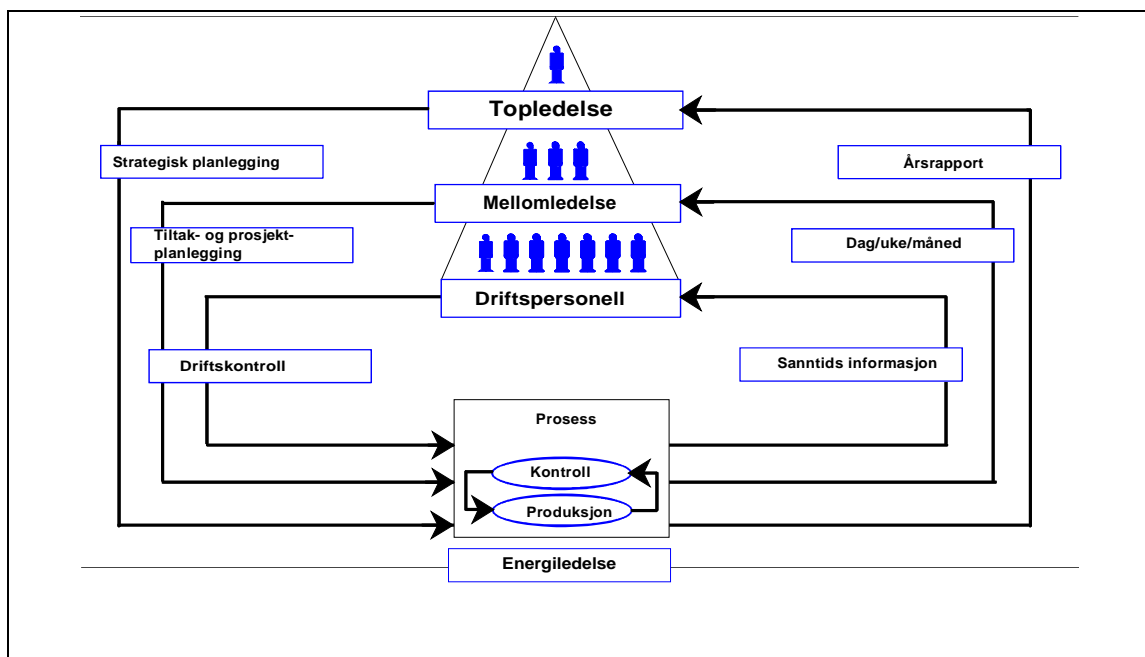 Topledelse
Strategisk planlegging
Årsrapport
Mellomledelse
Tiltak- og prosjekt-
planlegging
Dag/uke/måned
Driftspersonell
Driftskontroll
Sanntids informasjon
Prosess
Kontroll
Produksjon
Energiledelse